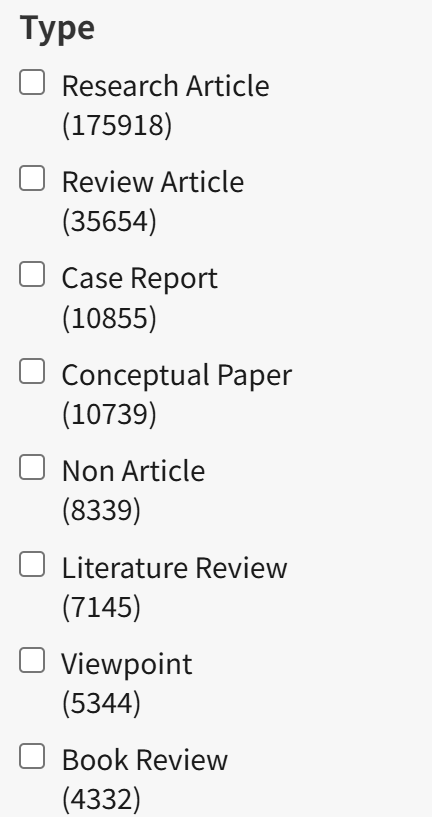 Type
Research Article
(175918)
Review Article
(35654)
Case Report
(10855)
Conceptual Paper
(10739)
Non Article
(8339)
Literature Review
(7145)
Viewpoint
(5344)
Book Review
(4332)